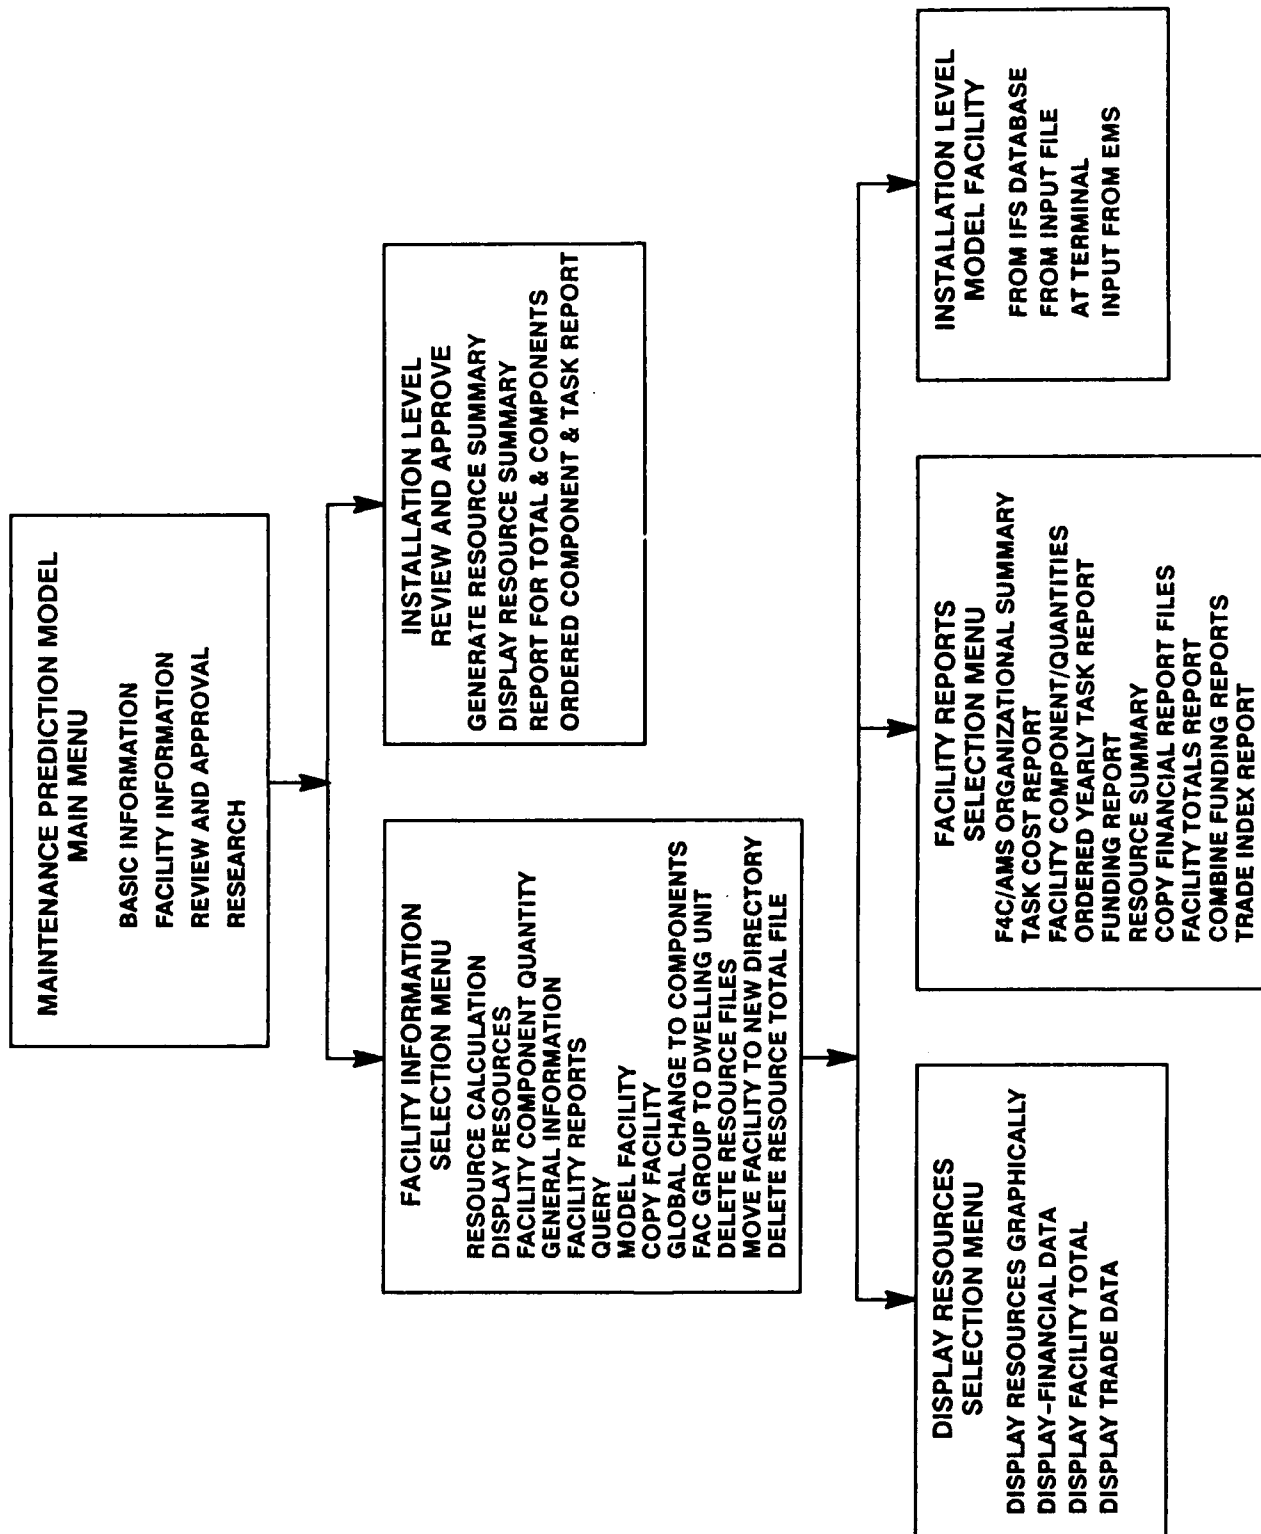 MAINTENANCE PREDICTION MODEL
MAIN MENU
BASIC INFORMATION
FACILITY INFORMATION
REVIEW AND APPROVAL
RESEARCH
FACILITY INFORMATION
SELECTION MENU
RESOURCE CALCULATION
DISPLAY RESOURCES
FACILITY COMPONENT QUANTITY
GENERAL INFORMATION
FACILITY REPORTS
QUERY
MODEL FACILITY
COPY FACILITY
GLOBAL CHANGE TO COMPONENTS
FAC GROUP TO DWELLING UNIT
DELETE RESOURCE FILES
MOVE FACILITY TO NEW DIRECTORY
DELETE RESOURCE TOTAL FILE
INSTALLATION LEVEL
REVIEW AND APPROVE
GENERATE RESOURCE SUMMARY
DISPLAY RESOURCE SUMMARY
REPORT FOR TOTAL & COMPONENTS
ORDERED COMPONENT & TASK REPORT
DISPLAY RESOURCES
SELECTION MENU
DISPLAY RESOURCES GRAPHICALLY
DISPLAY-FINANCIAL DATA
DISPLAY FACILITY TOTAL
DISPLAY TRADE DATA
FACILITY REPORTS
SELECTION MENU
F4C/AMS ORGANIZATIONAL SUMMARY
TASK COST REPORT
FACILITY COMPONENT/QUANTITIES
ORDERED YEARLY TASK REPORT
FUNDING REPORT
RESOURCE SUMMARY
COPY FINANCIAL REPORT FILES
FACILITY TOTALS REPORT
COMBINE FUNDING REPORTS
TRADE INDEX REPORT
INSTALLATION LEVEL
MODEL FACILITY
FROM IFS DATABASE
FROM INPUT FILE
AT TERMINAL
INPUT FROM EMS